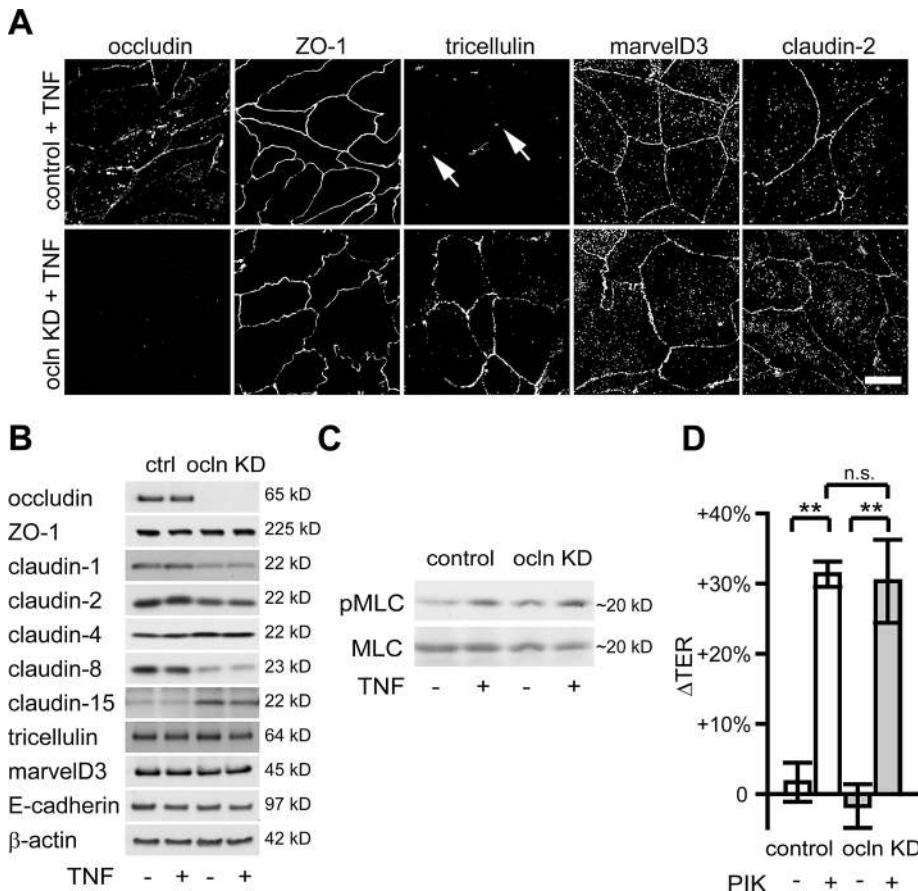 A
occludin ZO-1 tricellulin marvelD3 claudin-2
control + TNF
ocln KD + TNF
B
ctrl ocln KD
occludin 65 kD
ZO-1 225 kD
claudin-1 22 kD
claudin-2 22 kD
claudin-4 22 kD
claudin-8 23 kD
claudin-15 22 kD
tricellulin 64 kD
marvelD3 45 kD
E-cadherin 97 kD
β-actin 42 kD
TNF - + - +
C
control ocln KD
pMLC ~20 kD
MLC ~20 kD
TNF - + - +
D
n.s.
** **
+40%
+30%
+20%
+10%
0
ΔTER
control ocln KD
PIK - + - +